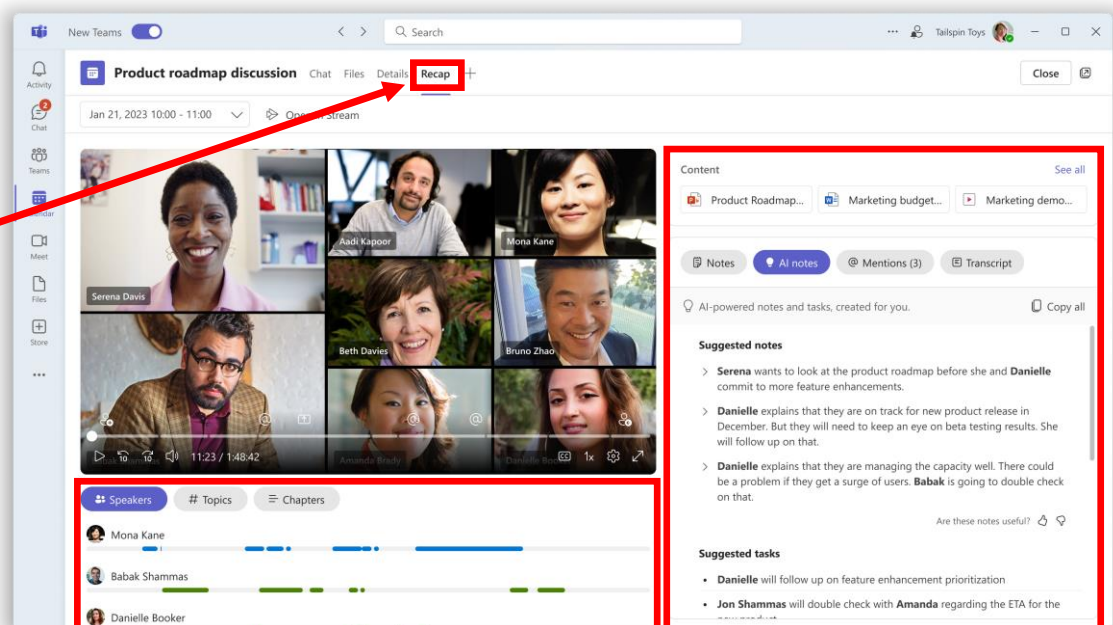 New Teams
Search
Tailspin Toys
Activity
Product roadmap discussion Chat Files Details Recap
Close
2
Chat
Jan 21, 2023 10:00 - 11:00
Stream
Teams
Meet
Files
Store
Aadi Kapoor
Mona Kane
Serena Davis
Beth Davies
Bruno Zhao
10 10 11:23 / 1:48:42
Amanda Brady
CC 1x
Content See all
Product Roadmap... Marketing budget... Marketing demo...
Notes AI notes @ Mentions (3) Transcript
AI-powered notes and tasks, created for you. Copy all
Suggested notes
> Serena wants to look at the product roadmap before she and Danielle
commit to more feature enhancements.
> Danielle explains that they are on track for new product release in
December. But they will need to keep an eye on beta testing results. She
will follow up on that.
> Danielle explains that they are managing the capacity well. There could
be a problem if they get a surge of users. Babak is going to double check
on that.
Are these notes useful?
Suggested tasks
• Danielle will follow up on feature enhancement prioritization
• Jon Shammas will double check with Amanda regarding the ETA for the
new product
Speakers # Topics Chapters
Mona Kane
Babak Shammas
Danielle Booker